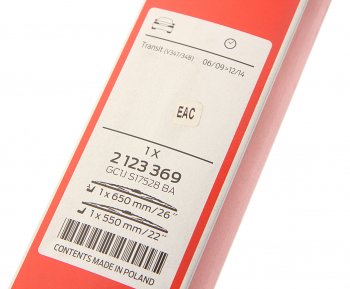 Transit (V347/348) 06/09>12/14
EAC
1 X
2 123 369
GC1J S17528 BA
1 x 650 mm/26"
1 x 550 mm/22"
CONTENTS MADE IN POLAND